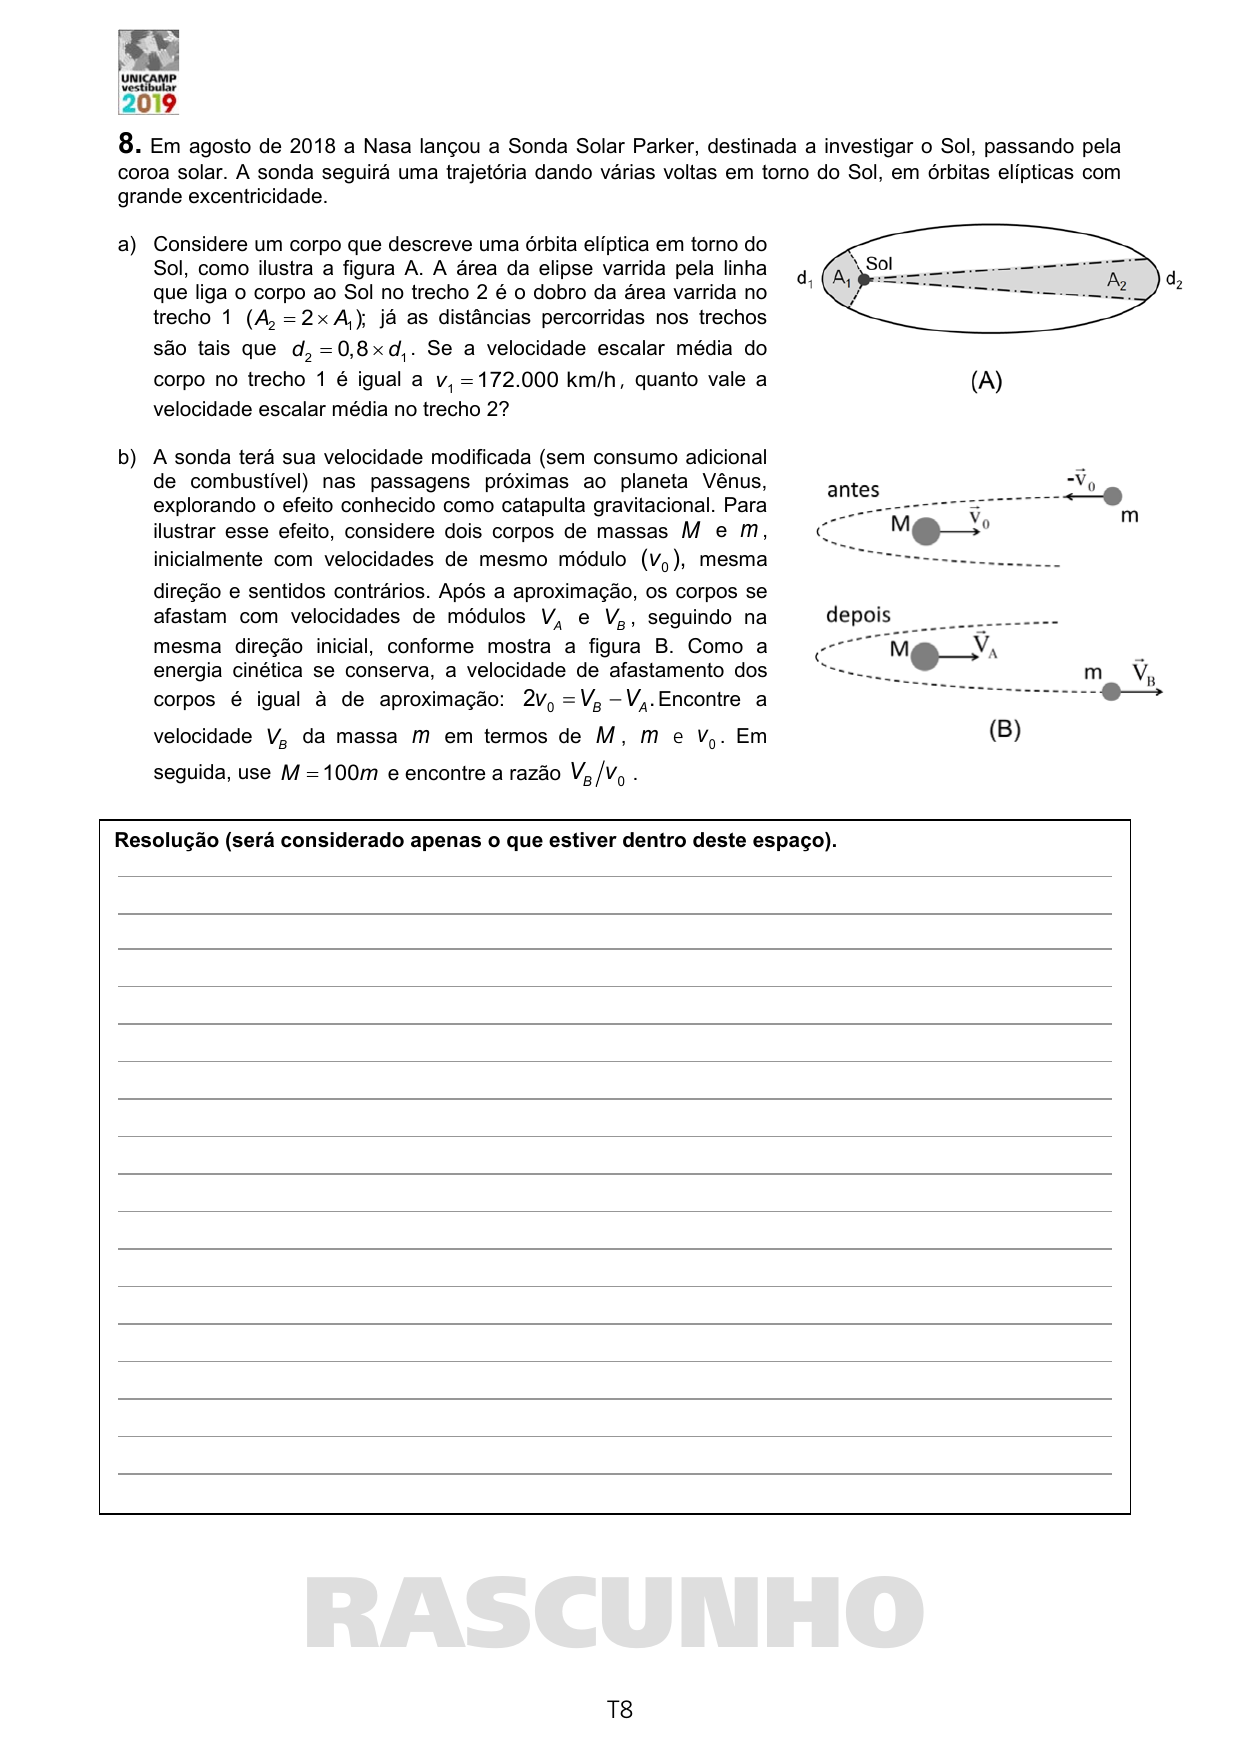 UNICAMP
vestibular
2019
8. Em agosto de 2018 a Nasa lançou a Sonda Solar Parker, destinada a investigar o Sol, passando pela
coroa solar. A sonda seguirá uma trajetória dando várias voltas em torno do Sol, em órbitas elípticas com
grande excentricidade.
a) Considere um corpo que descreve uma órbita elíptica em torno do
Sol, como ilustra a figura A. A área da elipse varrida pela linha
que liga o corpo ao Sol no trecho 2 é o dobro da área varrida no
trecho 1 (A₂ = 2 × A₁); já as distâncias percorridas nos trechos
são tais que d₂ = 0,8 × d₁. Se a velocidade escalar média do
corpo no trecho 1 é igual a v₁ = 172.000 km/h, quanto vale a
velocidade escalar média no trecho 2?
d₁ A₁ Sol A₂ d₂
(A)
b) A sonda terá sua velocidade modificada (sem consumo adicional
de combustível) nas passagens próximas ao planeta Vênus,
explorando o efeito conhecido como catapulta gravitacional. Para
ilustrar esse efeito, considere dois corpos de massas M e m,
inicialmente com velocidades de mesmo módulo (v₀), mesma
direção e sentidos contrários. Após a aproximação, os corpos se
afastam com velocidades de módulos V_A e V_B, seguindo na
mesma direção inicial, conforme mostra a figura B. Como a
energia cinética se conserva, a velocidade de afastamento dos
corpos é igual à de aproximação: 2v₀ = V_B − V_A. Encontre a
velocidade V_B da massa m em termos de M, m e v₀. Em
seguida, use M = 100m e encontre a razão V_B/v₀.
antes
-v⃗₀
M v⃗₀
m
depois
M V⃗_A
m V⃗_B
(B)
Resolução (será considerado apenas o que estiver dentro deste espaço).
RASCUNHO
T8